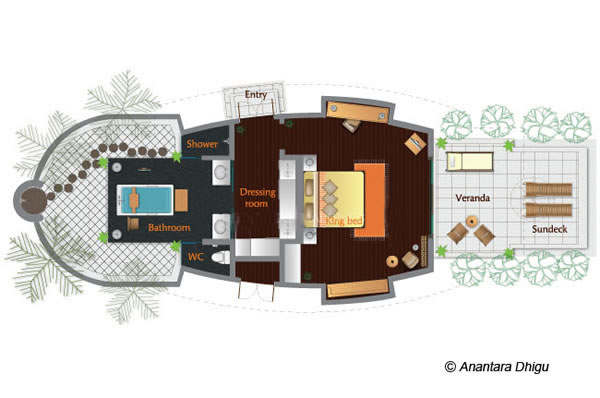 Entry
Shower
Dressing
room
King bed
Veranda
Sundeck
Bathroom
WC
© Anantara Dhigu